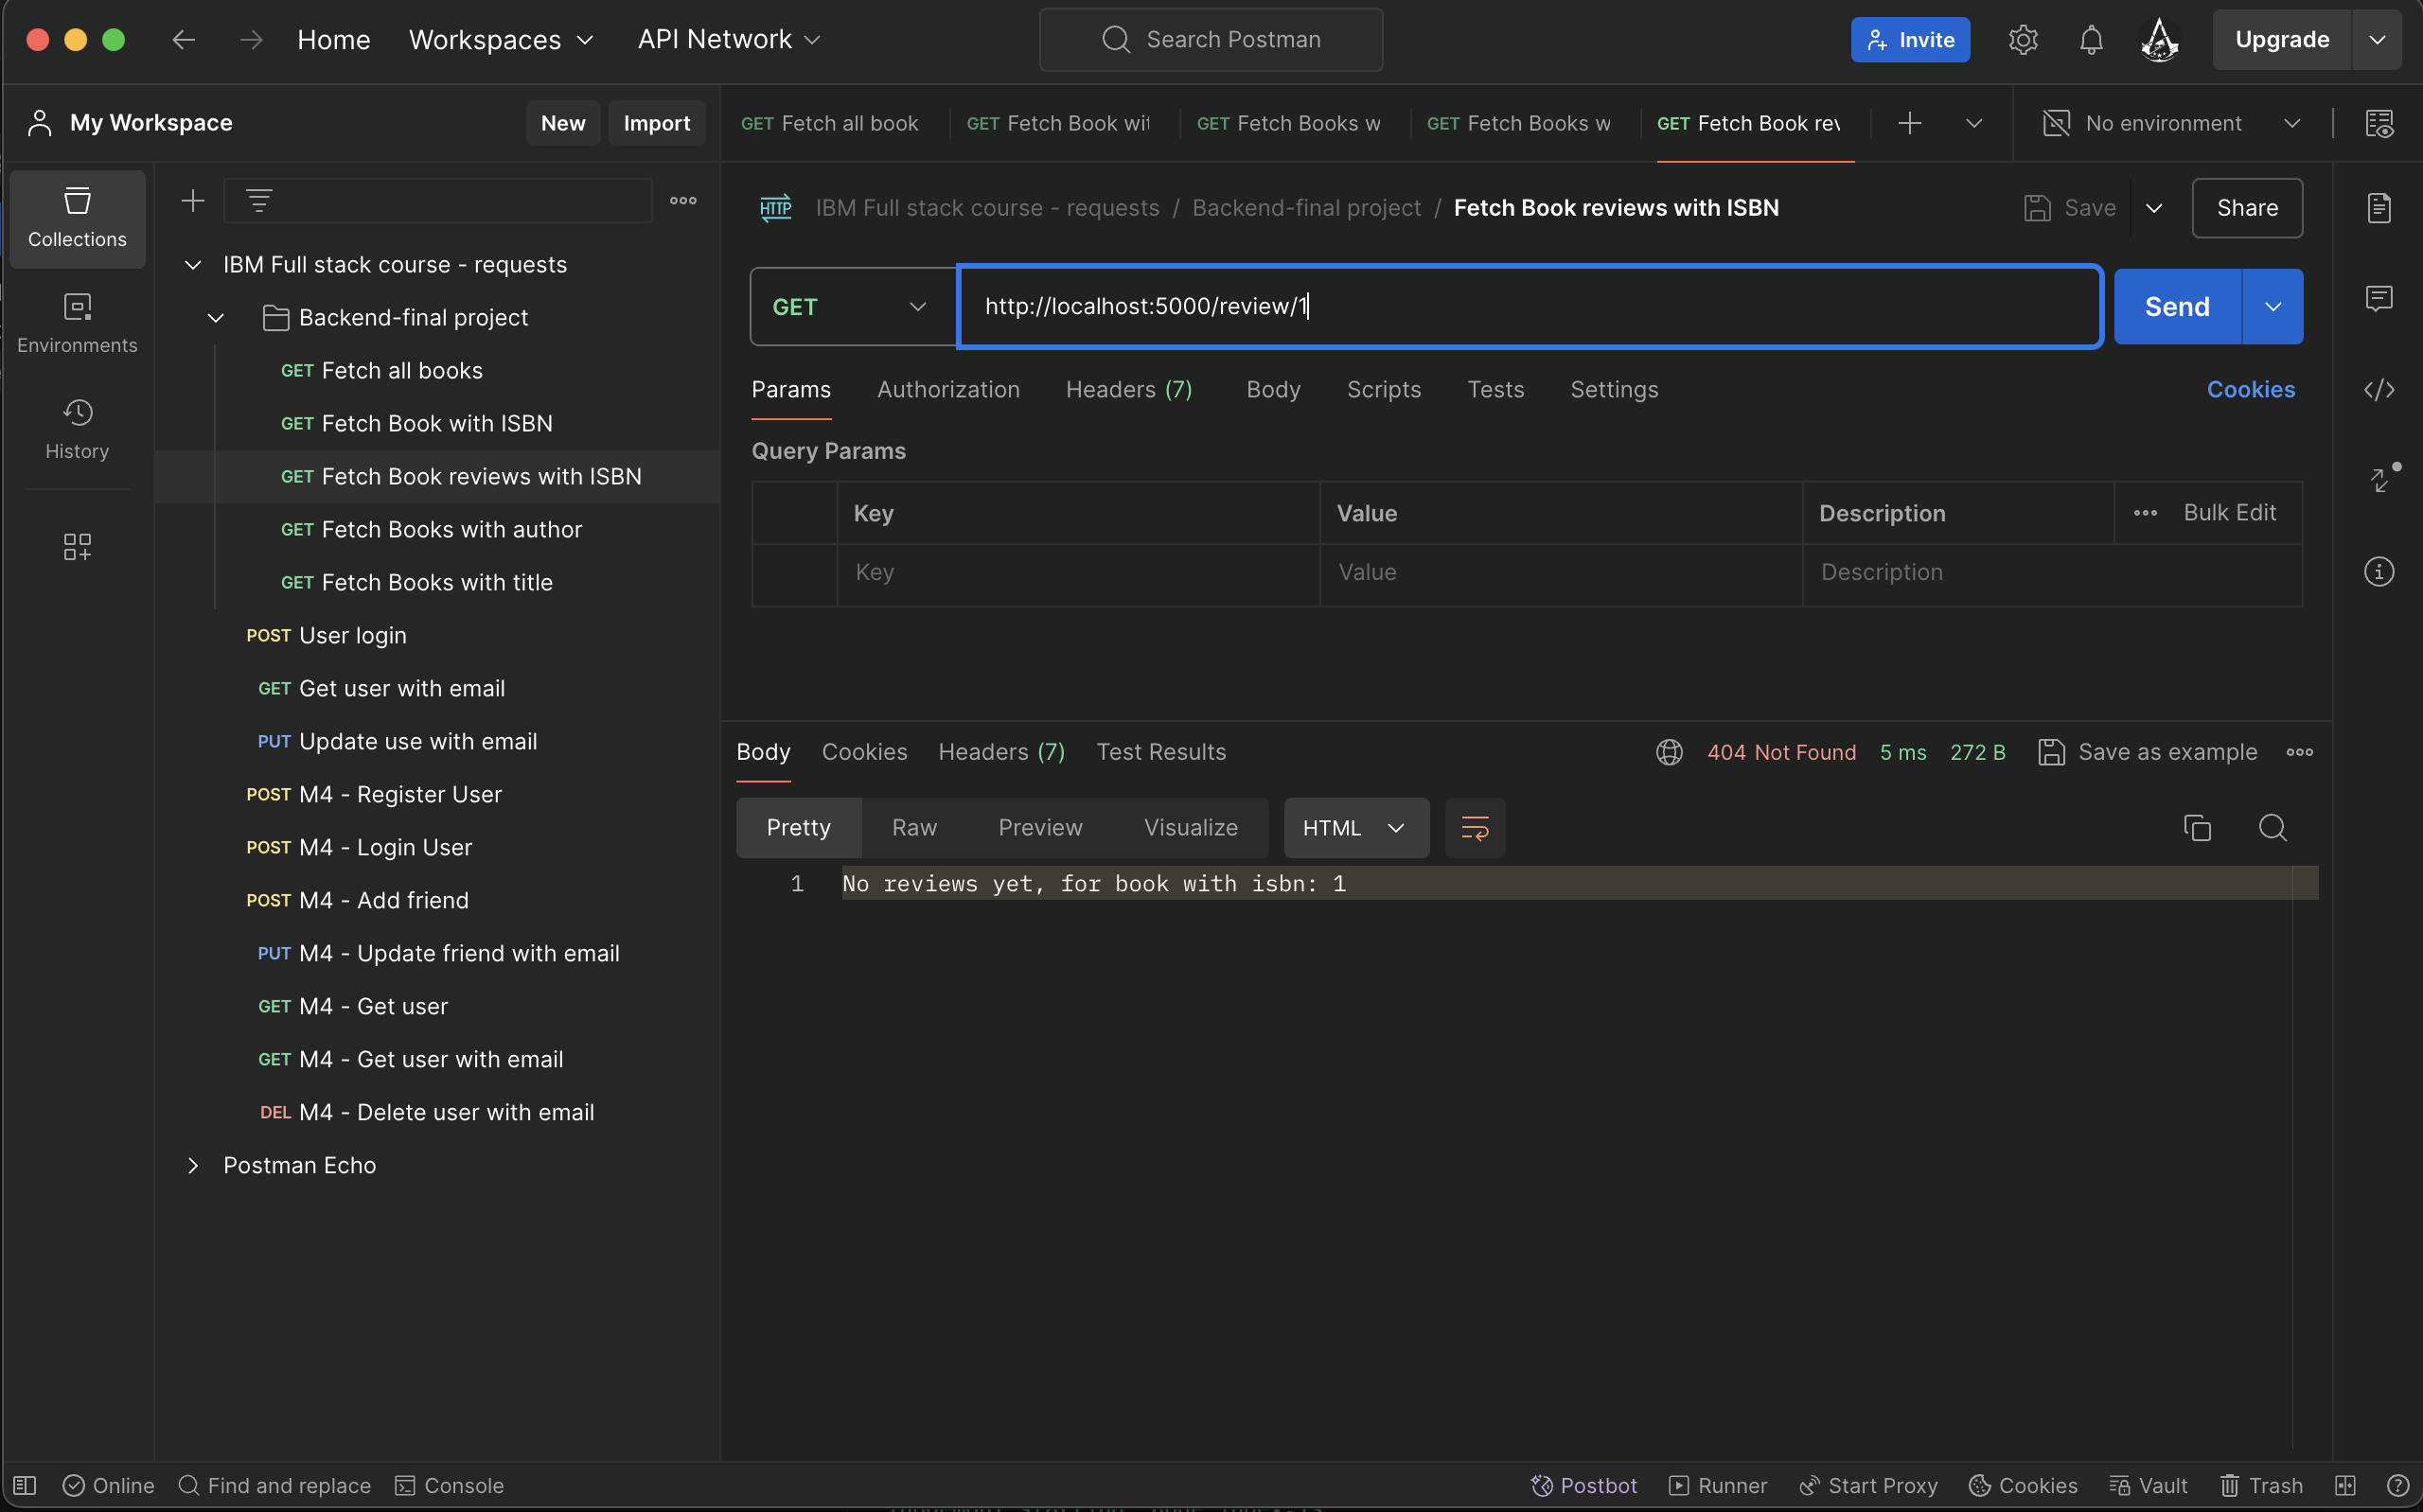 Home Workspaces API Network Search Postman Invite Upgrade
My Workspace New Import
GET Fetch all book GET Fetch Book wit GET Fetch Books w GET Fetch Books w GET Fetch Book rev No environment
Collections
Environments
History
IBM Full stack course - requests
Backend-final project
GET Fetch all books
GET Fetch Book with ISBN
GET Fetch Book reviews with ISBN
GET Fetch Books with author
GET Fetch Books with title
POST User login
GET Get user with email
PUT Update use with email
POST M4 - Register User
POST M4 - Login User
POST M4 - Add friend
PUT M4 - Update friend with email
GET M4 - Get user
GET M4 - Get user with email
DEL M4 - Delete user with email
Postman Echo
HTTP IBM Full stack course - requests / Backend-final project / Fetch Book reviews with ISBN Save Share
GET http://localhost:5000/review/1 Send
Params Authorization Headers (7) Body Scripts Tests Settings Cookies
Query Params
Key Value Description Bulk Edit
Key Value Description
Body Cookies Headers (7) Test Results 404 Not Found 5 ms 272 B Save as example
Pretty Raw Preview Visualize HTML
1 No reviews yet, for book with isbn: 1
Online Find and replace Console Postbot Runner Start Proxy Cookies Vault Trash